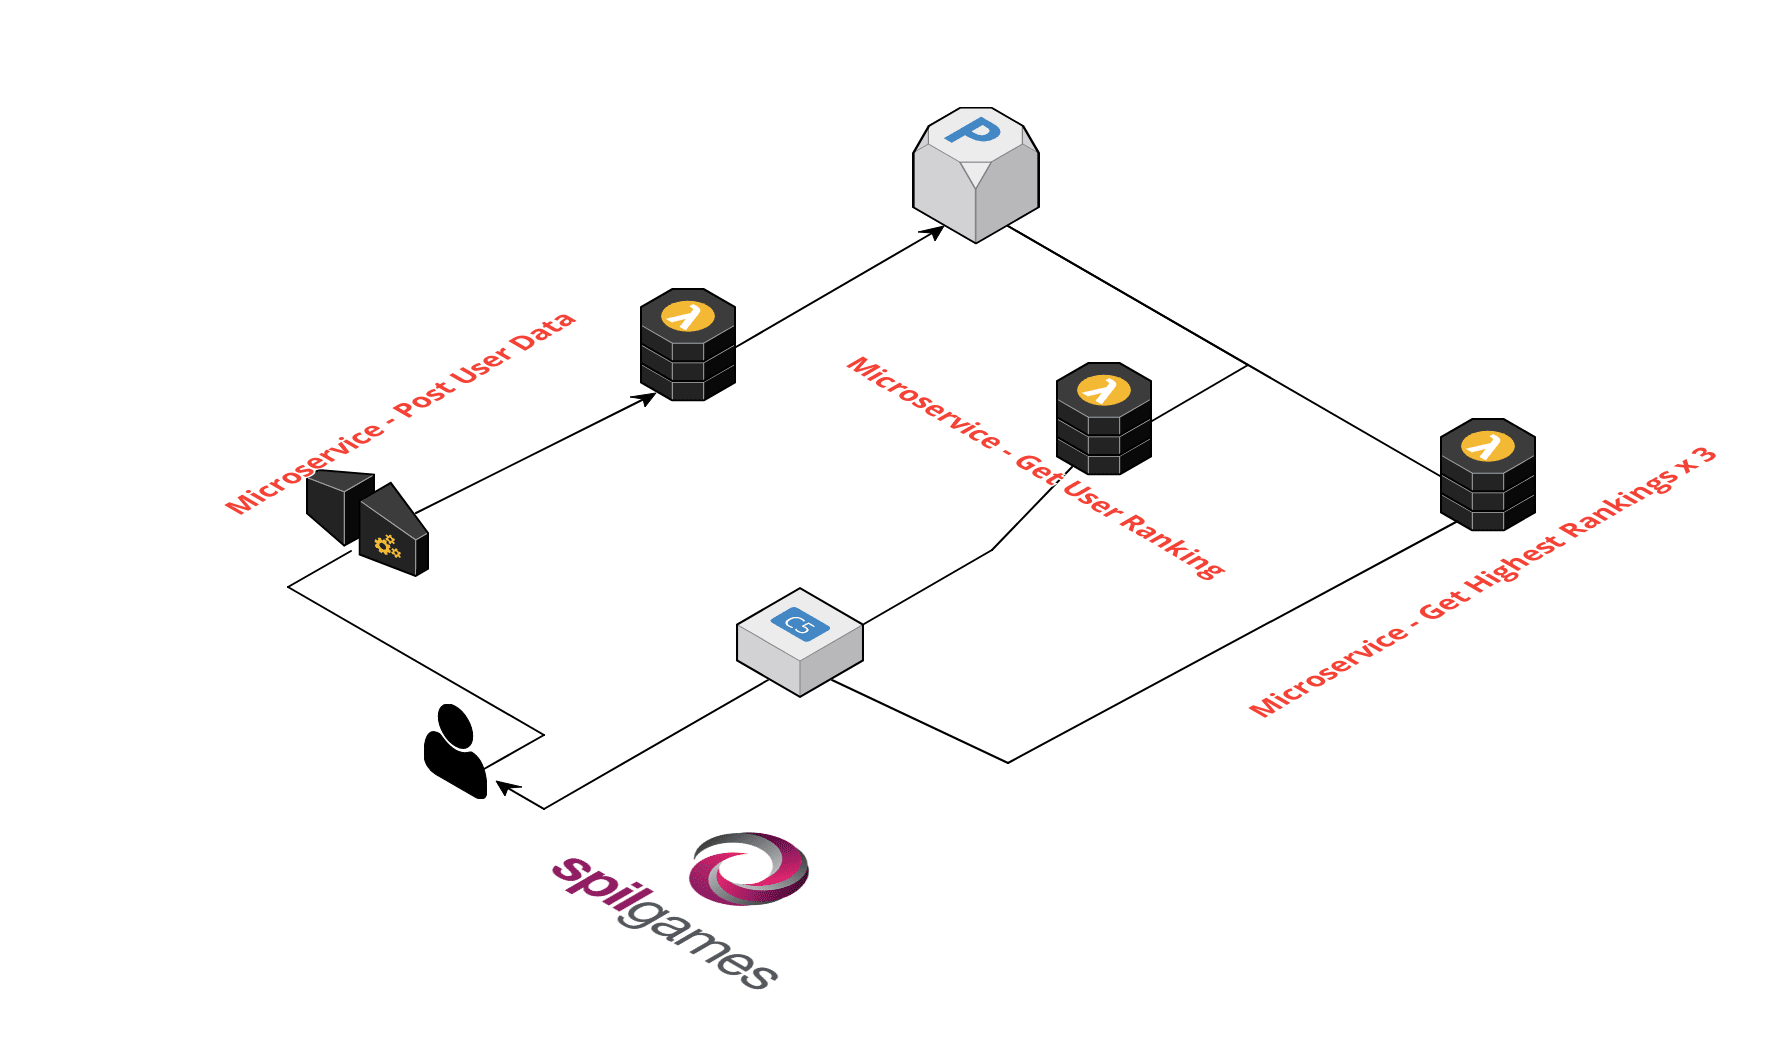 P
λ
Microservice - Post User Data
λ
Microservice - Get User Ranking
λ
Microservice - Get Highest Rankings x 3
C5
spilgames